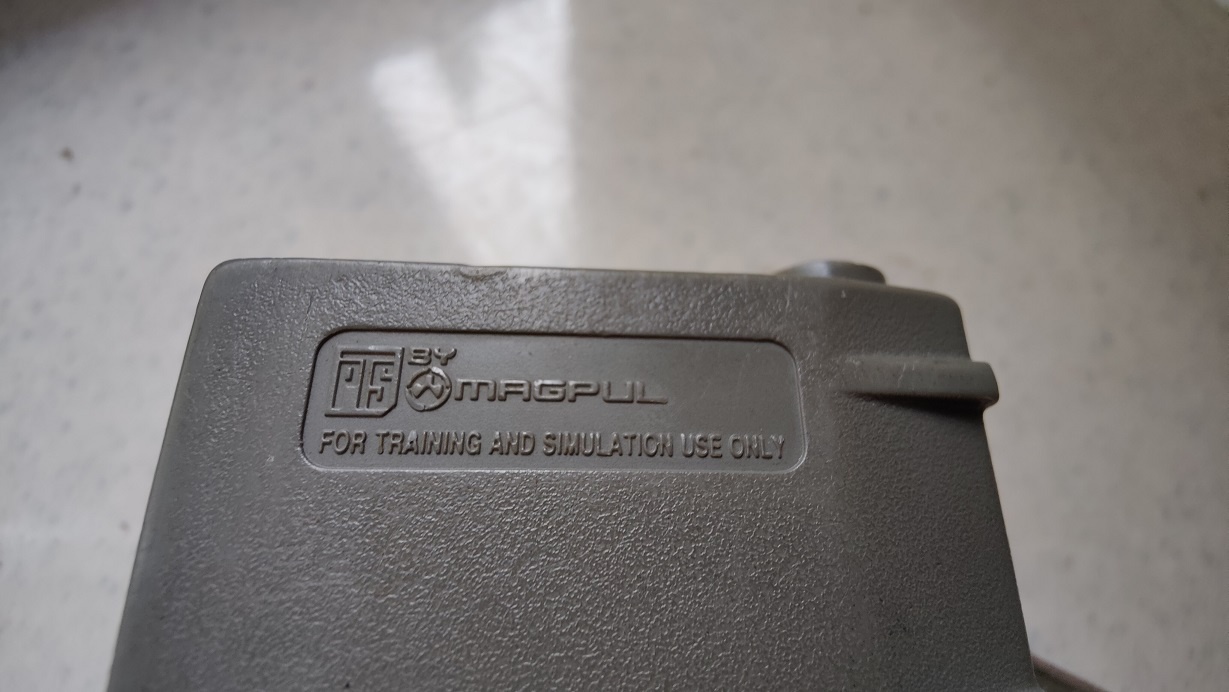 PTS BY
MAGPUL
FOR TRAINING AND SIMULATION USE ONLY